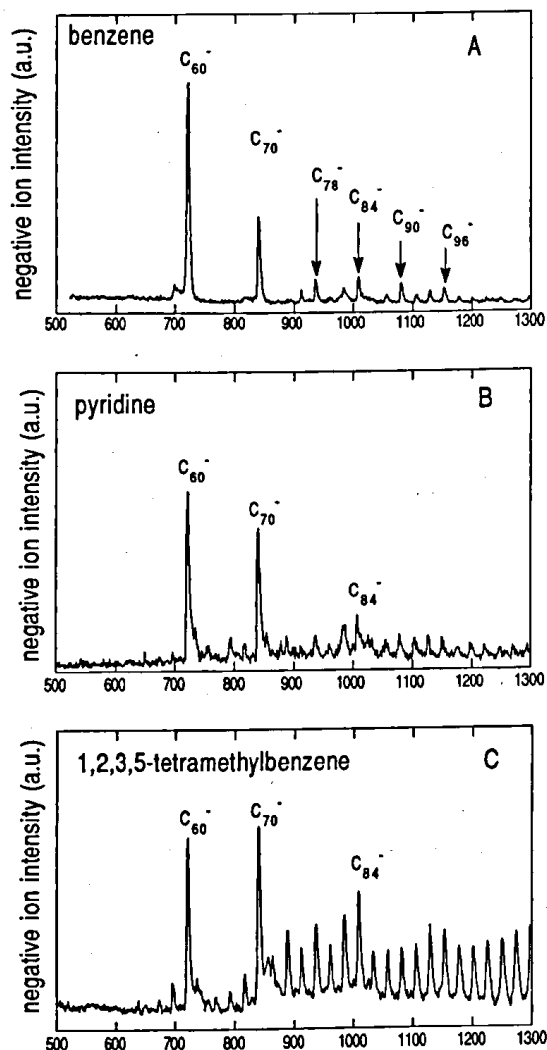 benzene
A
C60-
C70-
C78-
C84-
C90-
C96-
negative ion intensity (a.u.)
500 600 700 800 900 1000 1100 1200 1300
pyridine
B
C60-
C70-
C84-
negative ion intensity (a.u.)
500 600 700 800 900 1000 1100 1200 1300
1,2,3,5-tetramethylbenzene
C
C60-
C70-
C84-
negative ion intensity (a.u.)
500 600 700 800 900 1000 1100 1200 1300